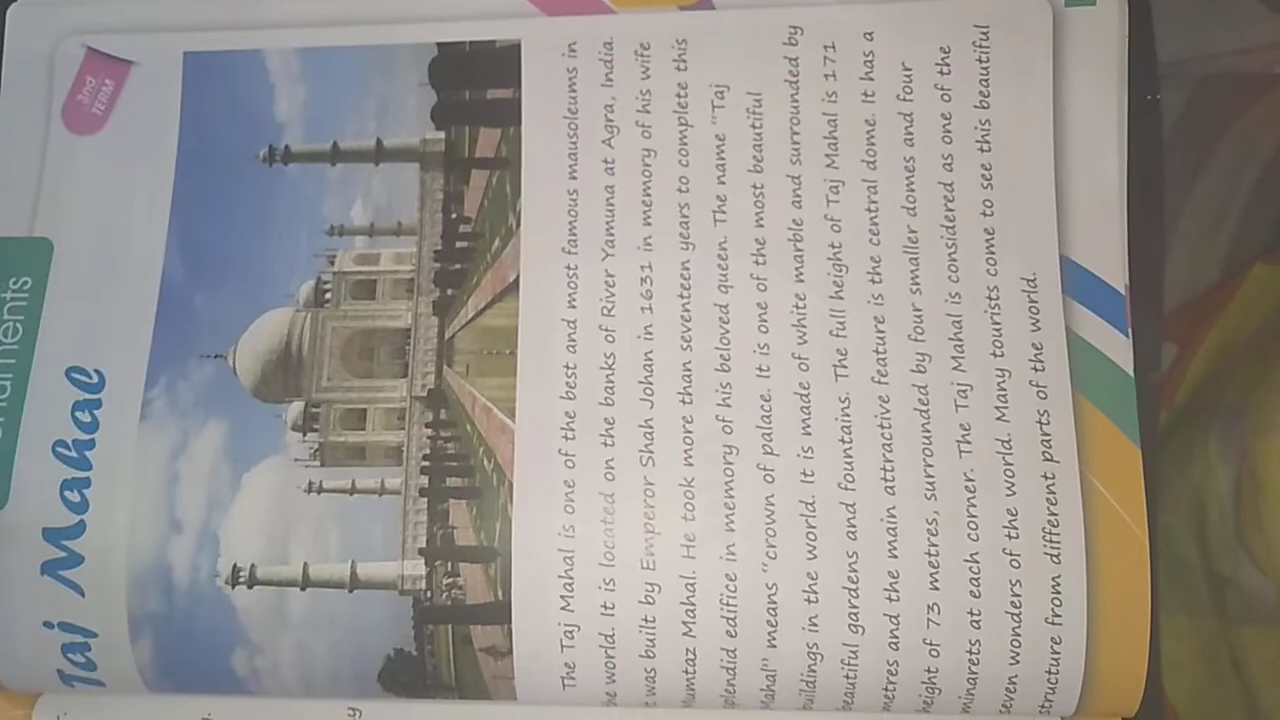 3rd
TERM
Taj Mahal
The Taj Mahal is one of the best and most famous mausoleums in
he world. It is located on the banks of River Yamuna at Agra, India.
t was built by Emperor Shah Johan in 1631 in memory of his wife
Mumtaz Mahal. He took more than seventeen years to complete this
plendid edifice in memory of his beloved queen. The name "Taj
Mahal" means "crown of palace. It is one of the most beautiful
buildings in the world. It is made of white marble and surrounded by
beautiful gardens and fountains. The full height of Taj Mahal is 171
metres and the main attractive feature is the central dome. It has a
height of 73 metres, surrounded by four smaller domes and four
minarets at each corner. The Taj Mahal is considered as one of the
seven wonders of the world. Many tourists come to see this beautiful
structure from different parts of the world.